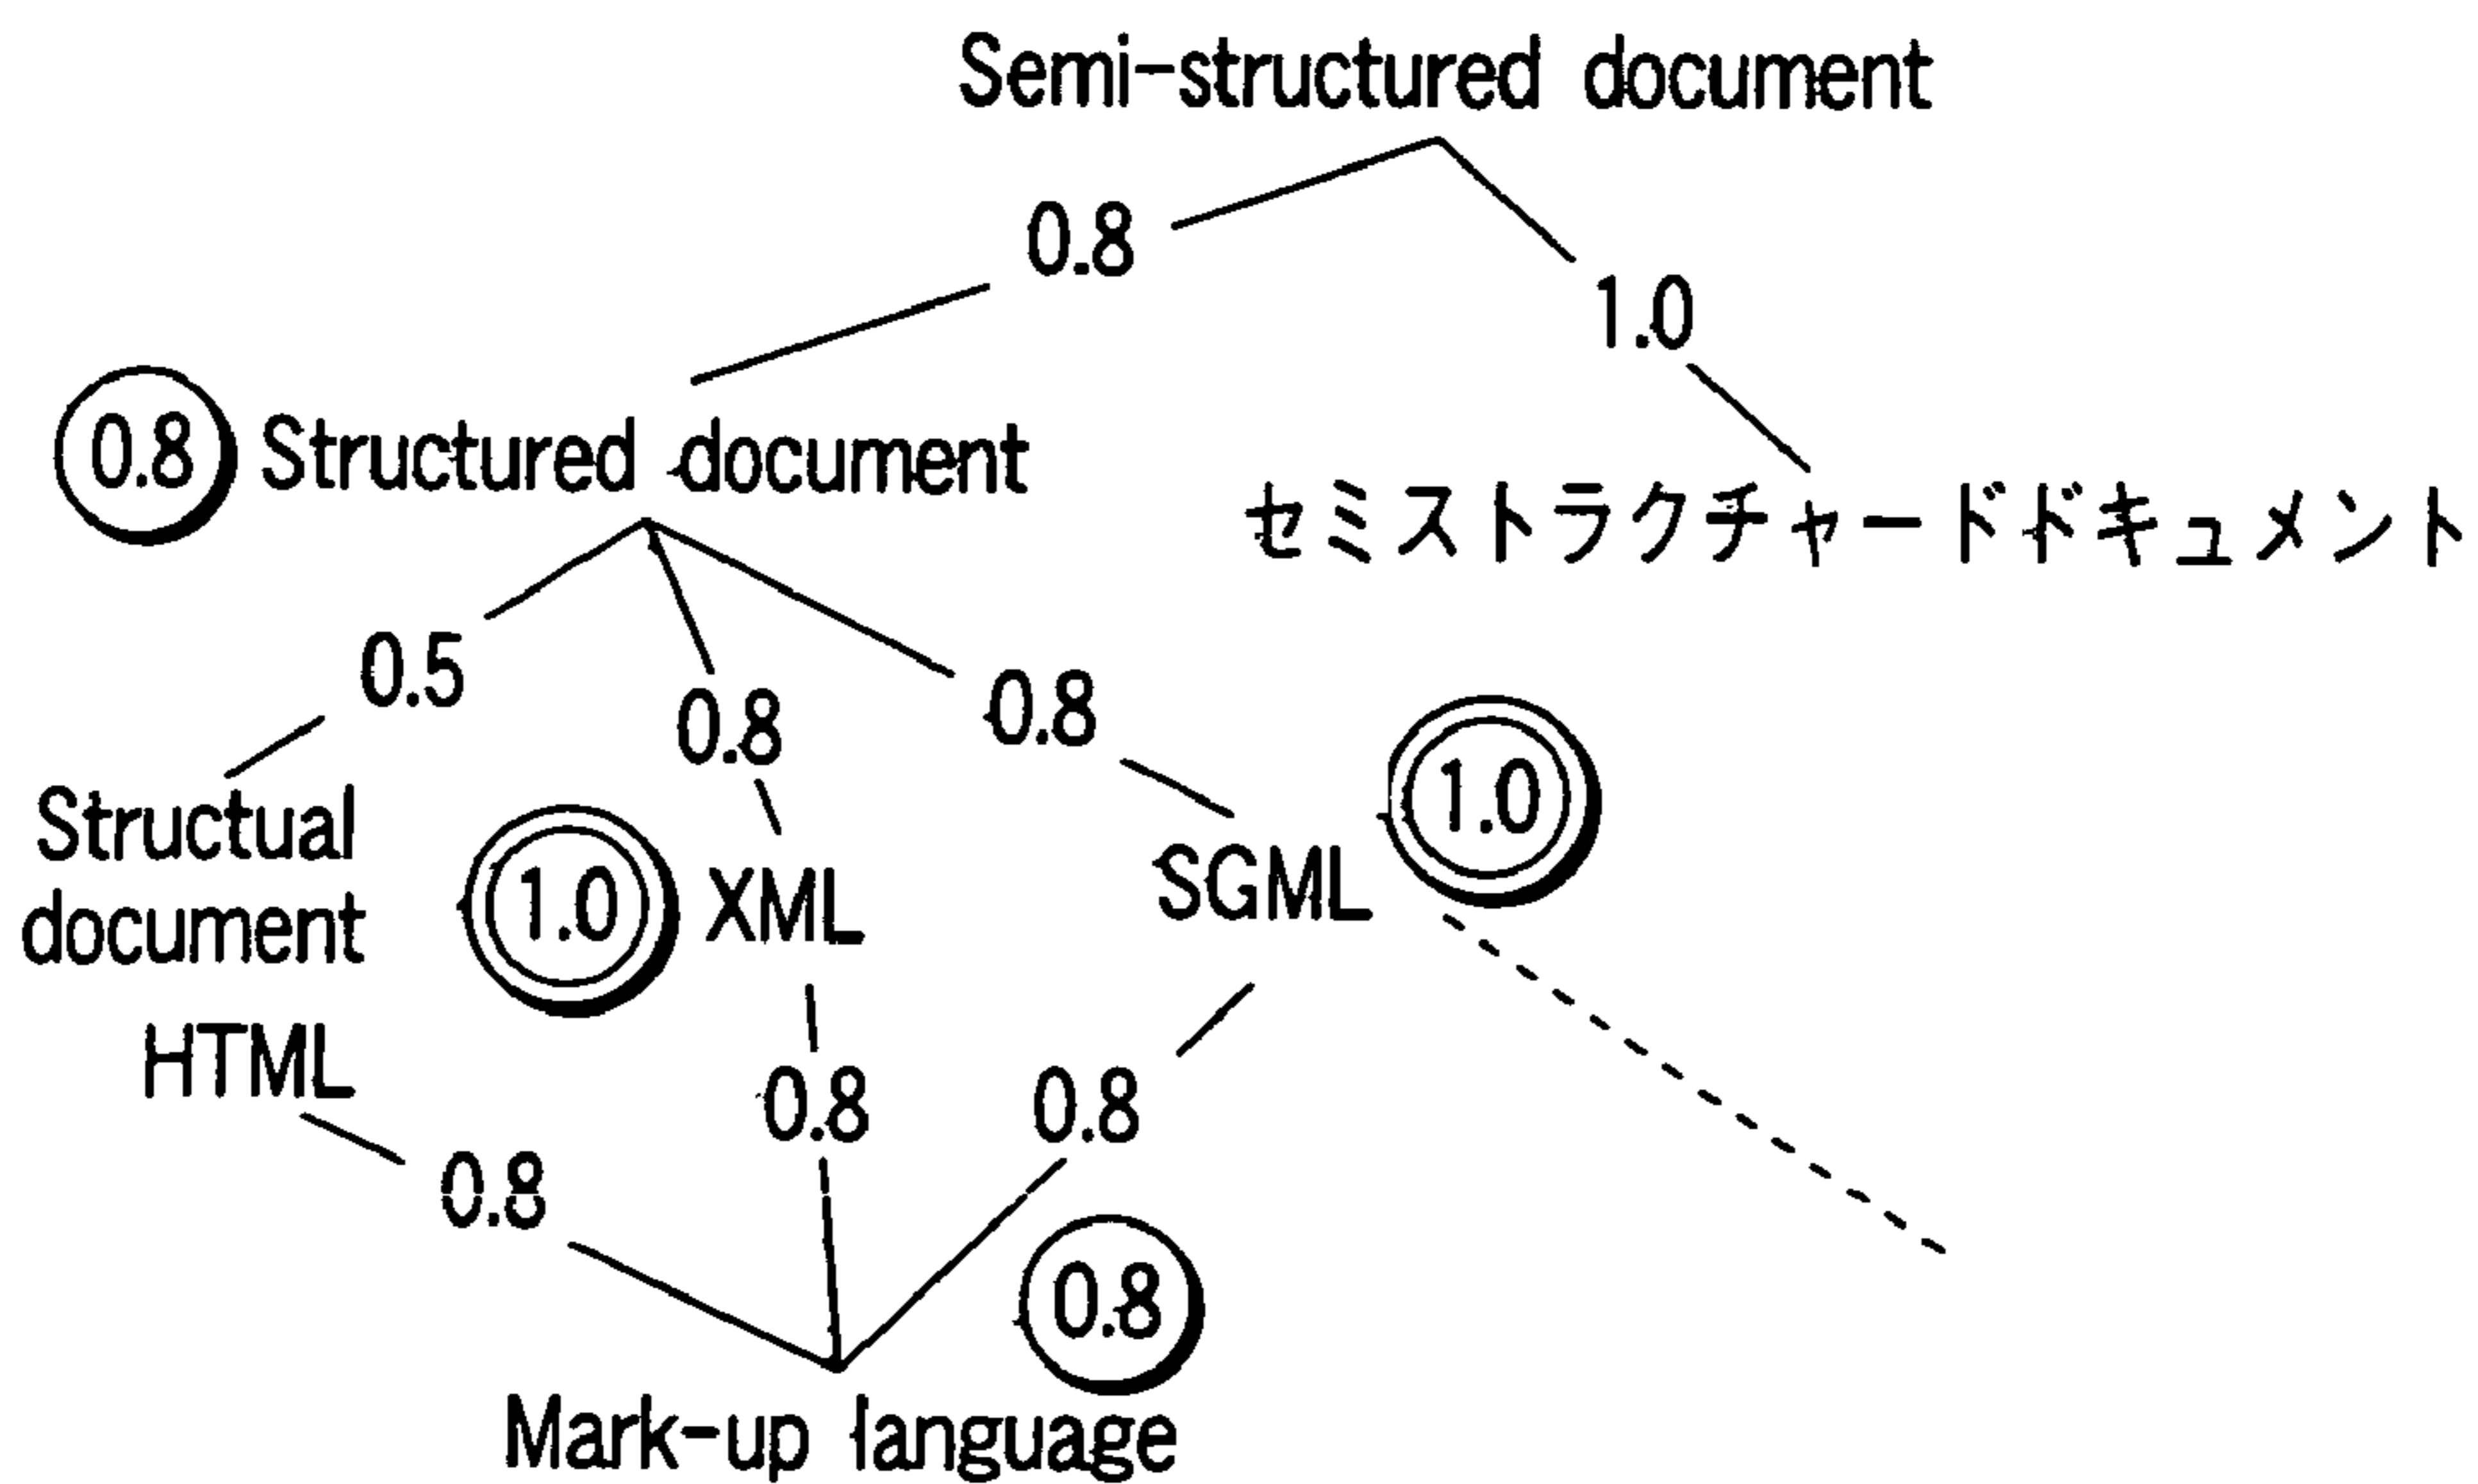 Semi-structured document
0.8
1.0
0.8 Structured document
セミストラクチャードドキュメント
0.5
0.8
0.8
Structual
document
1.0 XML
SGML 1.0
HTML
0.8
0.8
0.8
0.8
Mark-up language